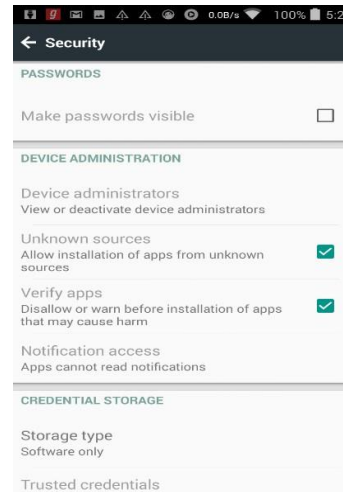 g 0.0B/s 100% 5:2
← Security
PASSWORDS
Make passwords visible
DEVICE ADMINISTRATION
Device administrators
View or deactivate device administrators
Unknown sources
Allow installation of apps from unknown
sources
Verify apps
Disallow or warn before installation of apps
that may cause harm
Notification access
Apps cannot read notifications
CREDENTIAL STORAGE
Storage type
Software only
Trusted credentials